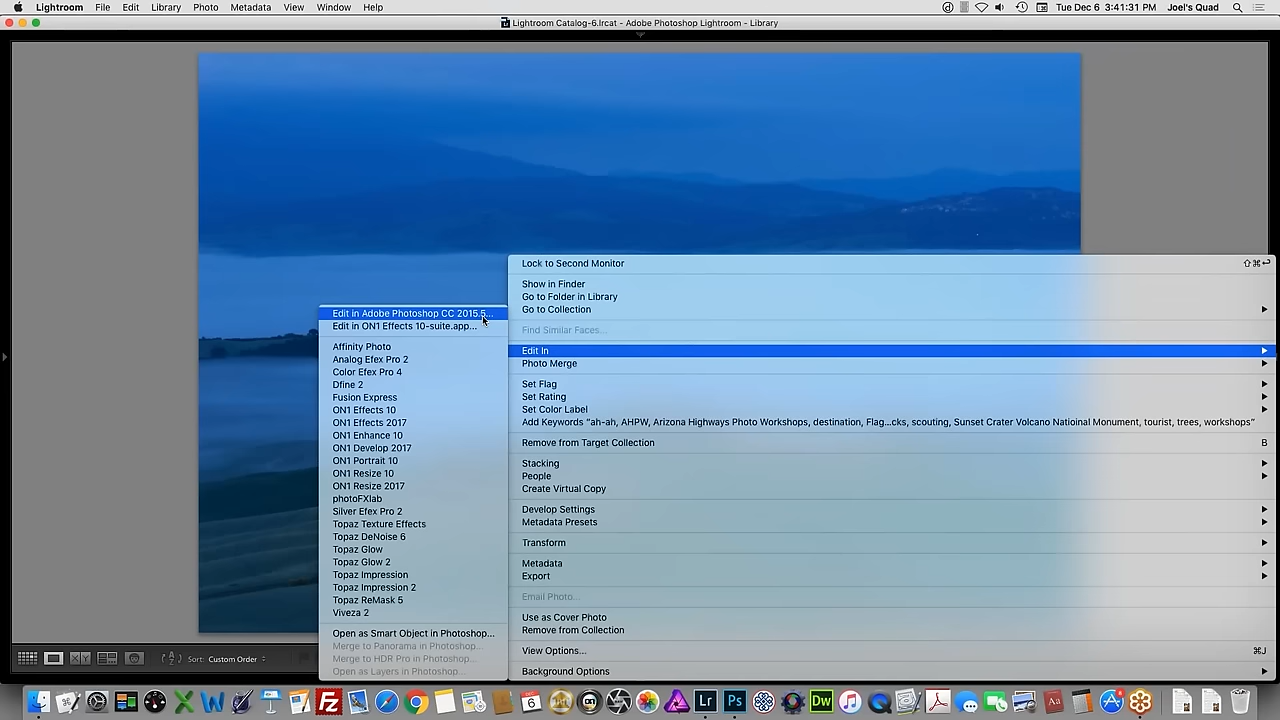 Lightroom File Edit Library Photo Metadata View Window Help Tue Dec 6 3:41:31 PM Joel's Quad
Lightroom Catalog-6.lrcat - Adobe Photoshop Lightroom - Library
Lock to Second Monitor ⇧⌘↩
Show in Finder
Go to Folder in Library
Go to Collection
Find Similar Faces...
Edit In
Photo Merge
Set Flag
Set Rating
Set Color Label
Add Keywords "ah-ah, AHPW, Arizona Highways Photo Workshops, destination, Flag...cks, scouting, Sunset Crater Volcano National Monument, tourist, trees, workshops"
Remove from Target Collection B
Stacking
People
Create Virtual Copy
Develop Settings
Metadata Presets
Transform
Metadata
Export
Email Photo...
Use as Cover Photo
Remove from Collection
View Options... ⌘J
Background Options
Edit in Adobe Photoshop CC 2015.5...
Edit in ON1 Effects 10-suite.app...
Affinity Photo
Analog Efex Pro 2
Color Efex Pro 4
Dfine 2
Fusion Express
ON1 Effects 10
ON1 Effects 2017
ON1 Enhance 10
ON1 Develop 2017
ON1 Portrait 10
ON1 Resize 10
ON1 Resize 2017
photoFXlab
Silver Efex Pro 2
Topaz Texture Effects
Topaz DeNoise 6
Topaz Glow
Topaz Glow 2
Topaz Impression
Topaz Impression 2
Topaz ReMask 5
Viveza 2
Open as Smart Object in Photoshop...
Merge to Panorama in Photoshop...
Merge to HDR Pro in Photoshop...
Open as Layers in Photoshop...
Sort: Custom Order
Fz 6 Lr Ps Dw